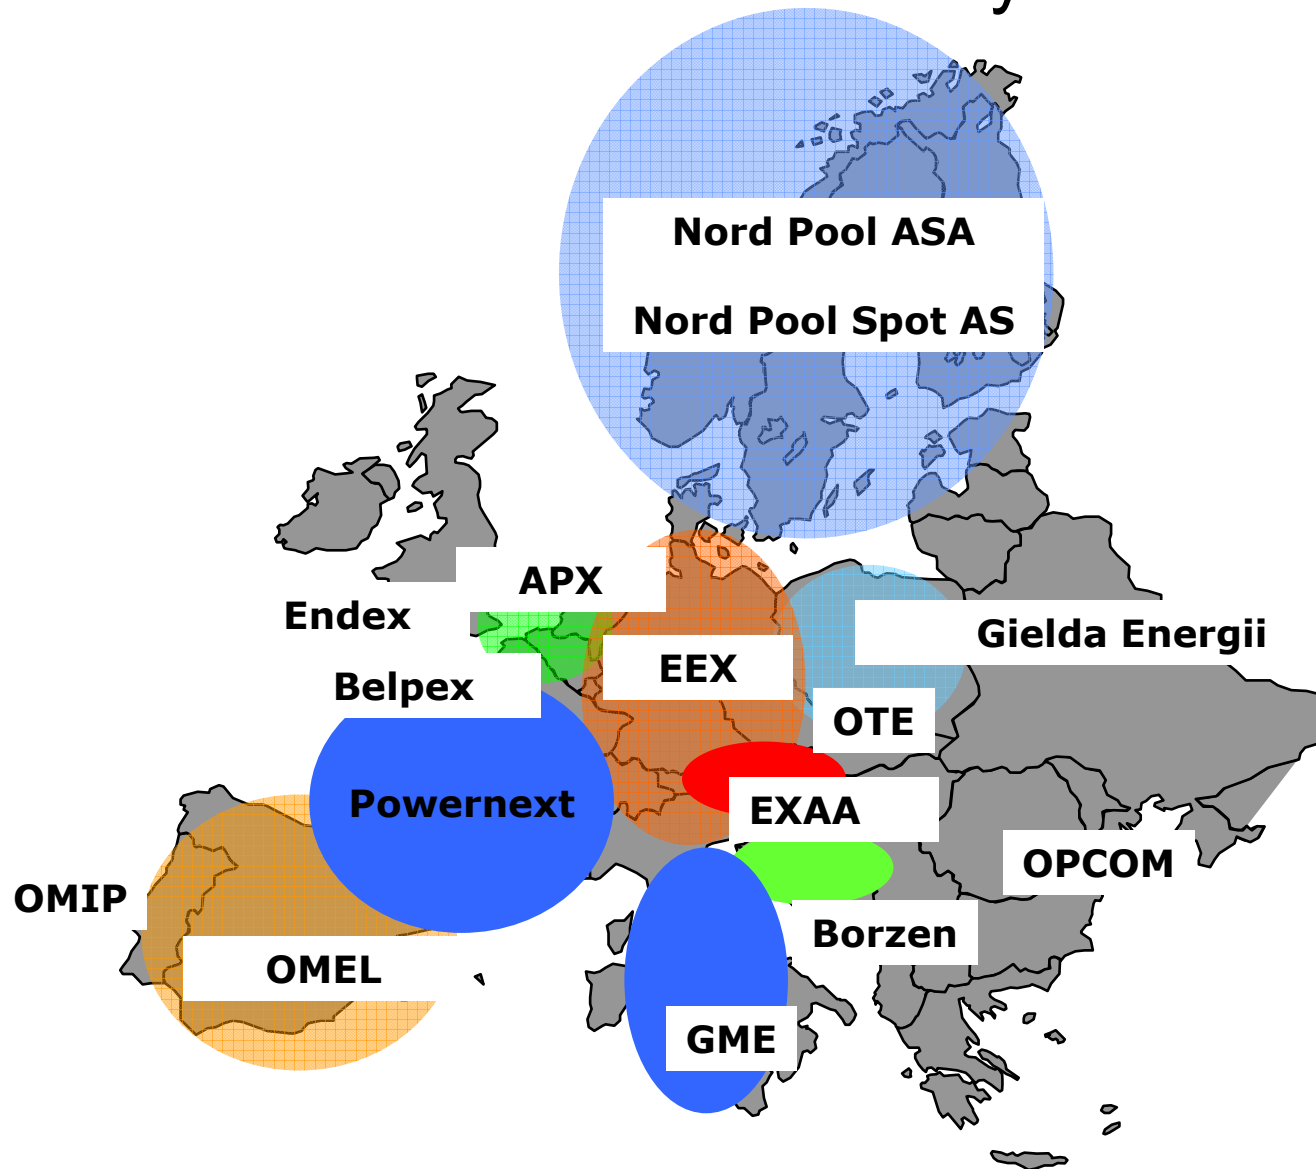 Nord Pool ASA
Nord Pool Spot AS
APX
Endex
Gielda Energii
EEX
Belpex
OTE
Powernext
EXAA
OPCOM
OMIP
Borzen
OMEL
GME